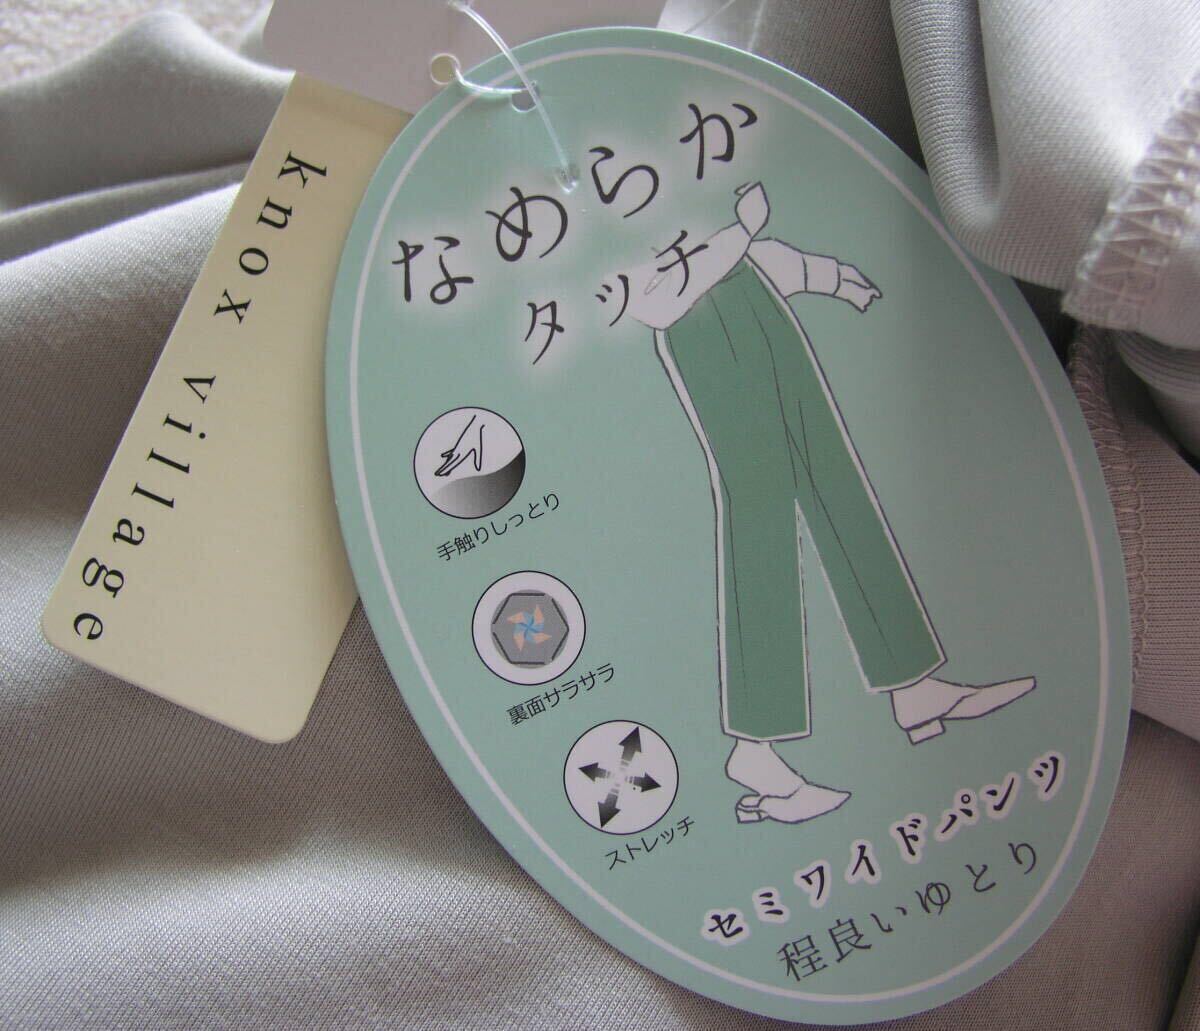 knox village
なめらか
タッチ
手触りしっとり
裏面サラサラ
ストレッチ
セミワイドパンツ
程良いゆとり